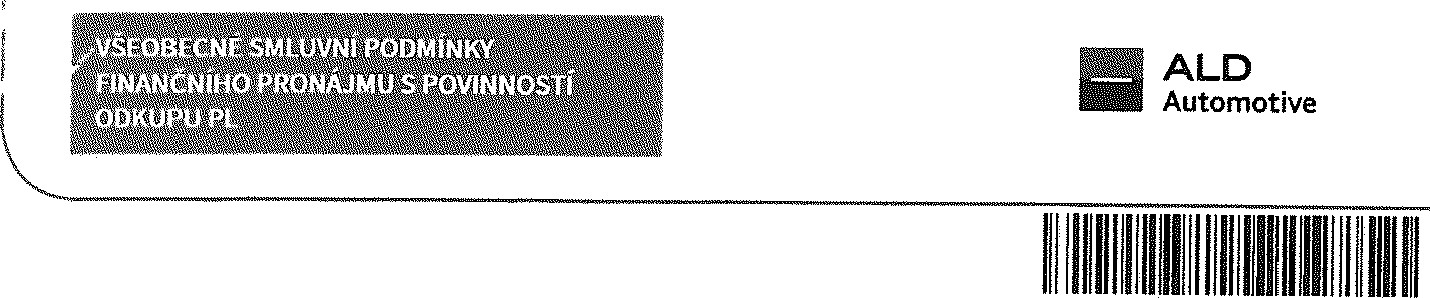 VŠEOBECNÉ SMLUVNÍ PODMÍNKY
FINANČNÍHO PRONÁJMU S POVINNOSTÍ
ODKUPU PL
ALD
Automotive